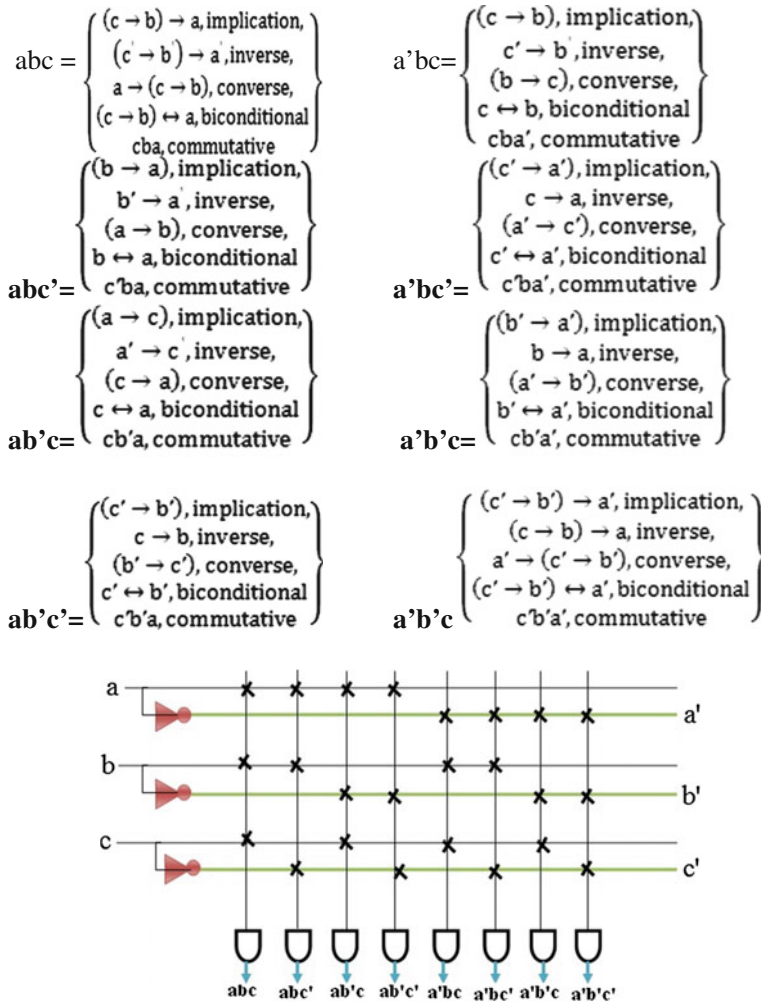 abc =
(c → b) → a, implication,
(c' → b') → a', inverse,
a → (c → b), converse,
(c → b) ↔ a, biconditional
cba, commutative
a’bc=
(c → b), implication,
c′ → b', inverse,
(b → c), converse,
c ↔ b, biconditional
cba′, commutative
abc’=
(b → a), implication,
b′ → a', inverse,
(a → b), converse,
b ↔ a, biconditional
c'ba, commutative
a’bc’=
(c′ → a′), implication,
c → a, inverse,
(a′ → c′), converse,
c′ ↔ a′, biconditional
c'ba′, commutative
ab’c=
(a → c), implication,
a′ → c', inverse,
(c → a), converse,
c ↔ a, biconditional
cb′a, commutative
a’b’c=
(b′ → a′), implication,
b → a, inverse,
(a′ → b′), converse,
b′ ↔ a′, biconditional
cb′a′, commutative
ab’c’=
(c′ → b′), implication,
c → b, inverse,
(b′ → c′), converse,
c′ ↔ b′, biconditional
c′b′a, commutative
a’b’c
(c′ → b′) → a′, implication,
(c → b) → a, inverse,
a′ → (c′ → b′), converse,
(c′ → b′) ↔ a′, biconditional
c′b′a′, commutative
a
a'
b
b'
c
c'
abc abc' ab'c ab'c' a'bc a'bc' a'b'c a'b'c'